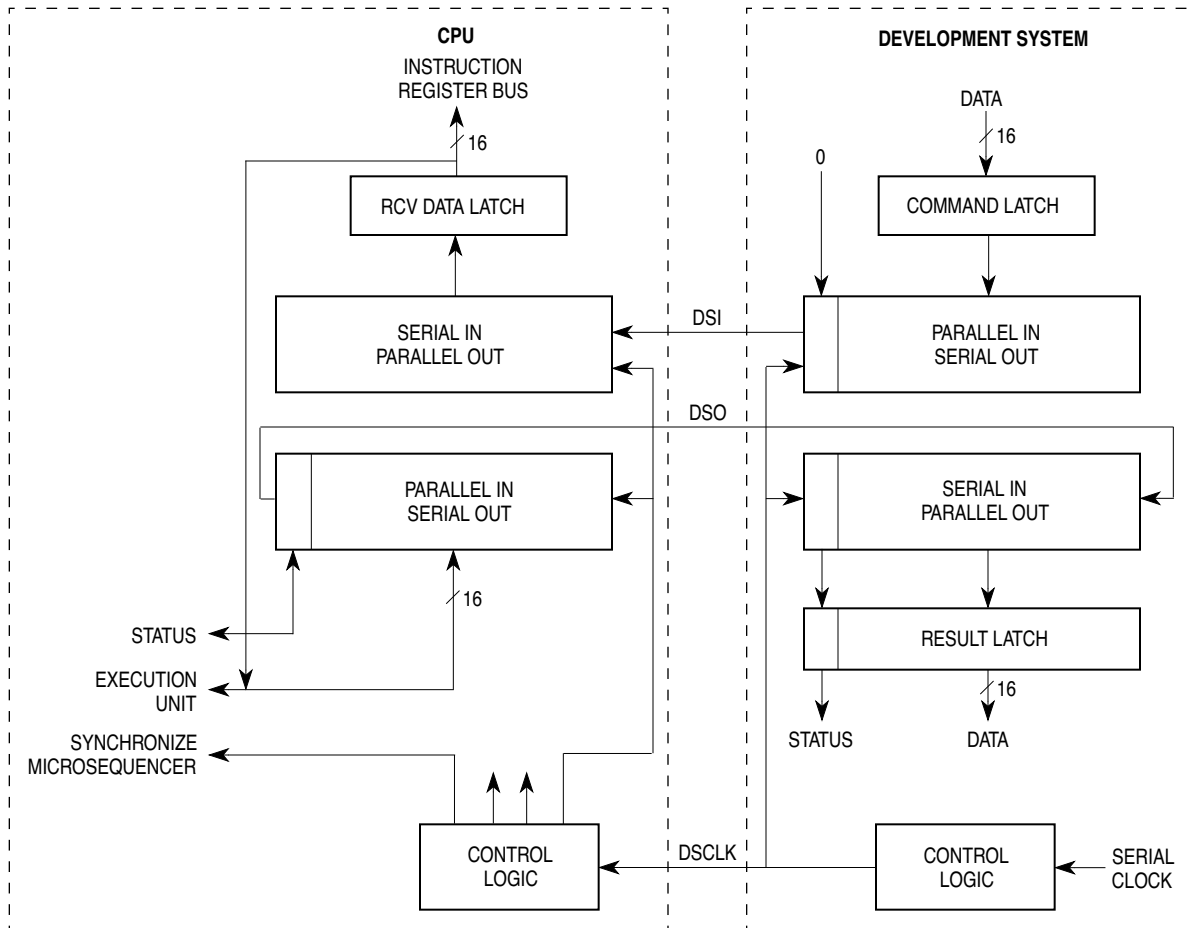 CPU
DEVELOPMENT SYSTEM
INSTRUCTION
REGISTER BUS
DATA
16
16
0
RCV DATA LATCH
COMMAND LATCH
DSI
SERIAL IN
PARALLEL OUT
PARALLEL IN
SERIAL OUT
DSO
PARALLEL IN
SERIAL OUT
SERIAL IN
PARALLEL OUT
16
STATUS
RESULT LATCH
EXECUTION
UNIT
16
SYNCHRONIZE
MICROSEQUENCER
STATUS
DATA
CONTROL
LOGIC
DSCLK
CONTROL
LOGIC
SERIAL
CLOCK